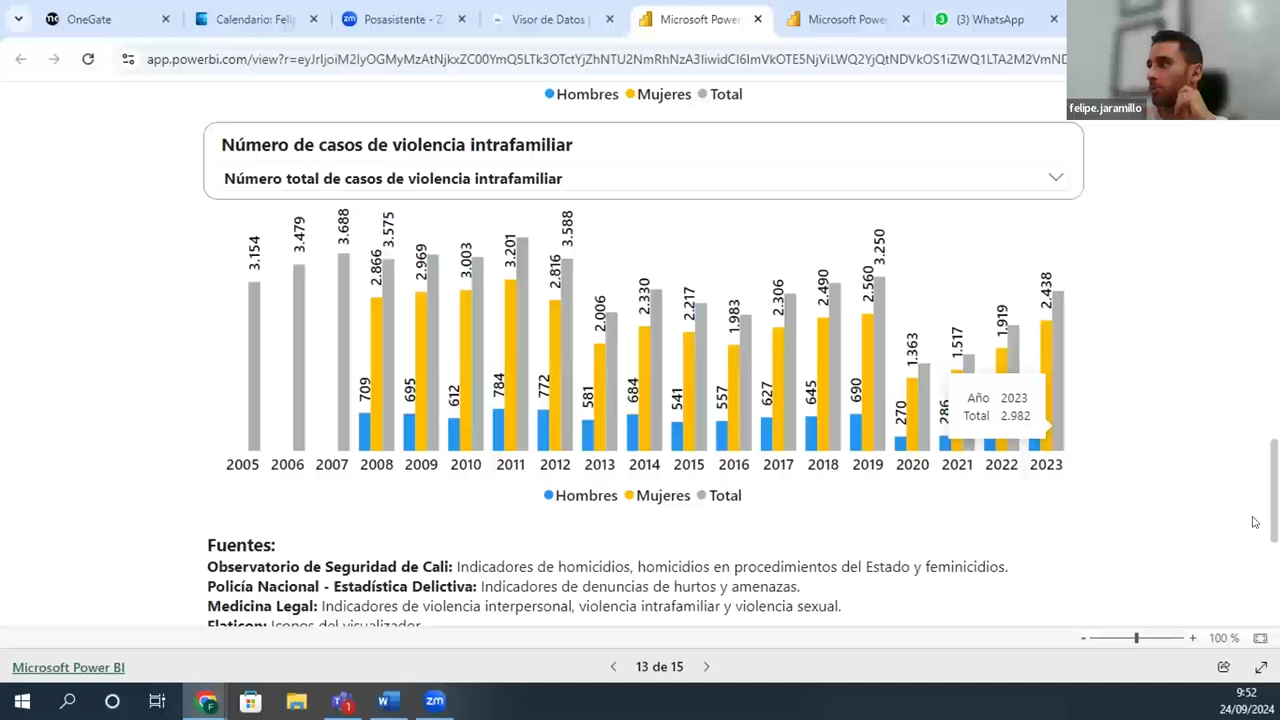 OneGate
Calendario: Feli
Posasistente - Z
Visor de Datos
Microsoft Power
Microsoft Powe
(3) WhatsApp
app.powerbi.com/view?r=
felipe.jaramillo
Hombres Mujeres Total
Número de casos de violencia intrafamiliar
Número total de casos de violencia intrafamiliar
3.154 3.479 3.688 709 2.866 3.575 695 2.969 612 3.003 784 3.201 772 2.816 3.588 581 2.006 684 2.330 541 2.217 557 1.983 627 2.306 645 2.490 690 2.560 3.250 270 1.363 286 1.517 1.919 2.438
Año 2023
Total 2.982
2005 2006 2007 2008 2009 2010 2011 2012 2013 2014 2015 2016 2017 2018 2019 2020 2021 2022 2023
Hombres Mujeres Total
Fuentes:
Observatorio de Seguridad de Cali: Indicadores de homicidios, homicidios en procedimientos del Estado y feminicidios.
Policía Nacional - Estadística Delictiva: Indicadores de denuncias de hurtos y amenazas.
Medicina Legal: Indicadores de violencia interpersonal, violencia intrafamiliar y violencia sexual.
Flaticon: Iconos del visualizador
- + 100 %
Microsoft Power BI
13 de 15
9:52
24/09/2024